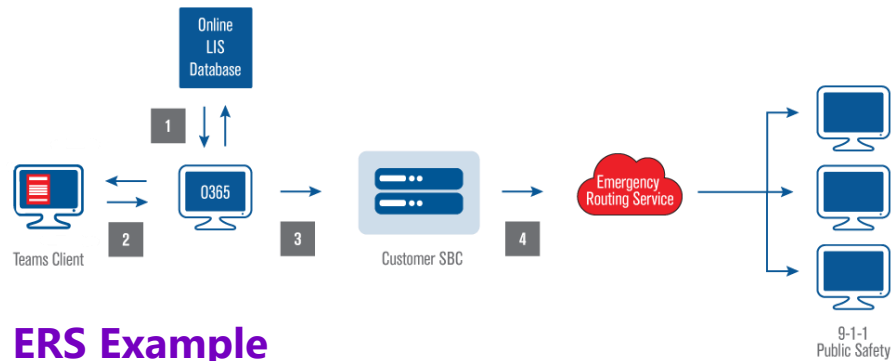 Online
LIS
Database
1
O365
2
3
4
Emergency
Routing Service
Teams Client
Customer SBC
9-1-1
Public Safety
ERS Example